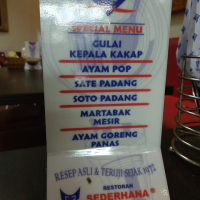 SPECIAL MENU
GULAI
KEPALA KAKAP
AYAM POP
SATE PADANG
SOTO PADANG
MARTABAK
MESIR
AYAM GORENG
PANAS
RESEP ASLI & TERUJI SEJAK 1972
RESTORAN
SEDERHANA